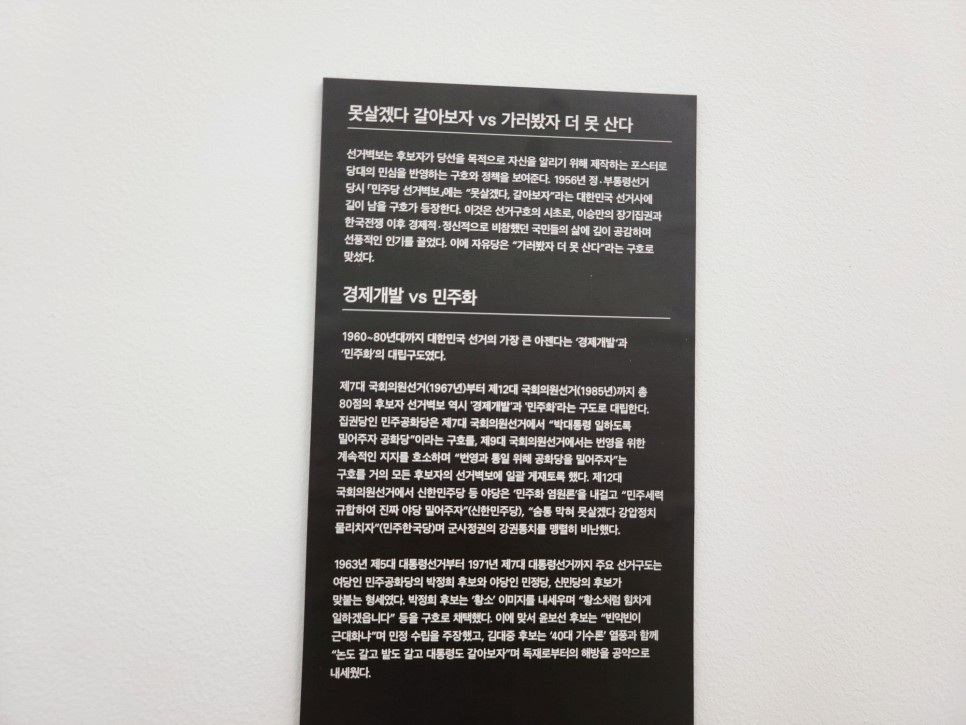 못살겠다 갈아보자 vs 가러봤자 더 못 산다
선거벽보는 후보자가 당선을 목적으로 자신을 알리기 위해 제작하는 포스터로
당대의 민심을 반영하는 구호와 정책을 보여준다. 1956년 정·부통령선거
당시 「민주당 선거벽보」에는 “못살겠다, 갈아보자”라는 대한민국 선거사에
길이 남을 구호가 등장한다. 이것은 선거구호의 시초로, 이승만의 장기집권과
한국전쟁 이후 경제적·정신적으로 비참했던 국민들의 삶에 깊이 공감하며
선풍적인 인기를 끌었다. 이에 자유당은 “가러봤자 더 못 산다”라는 구호로
맞섰다.
경제개발 vs 민주화
1960~80년대까지 대한민국 선거의 가장 큰 아젠다는 ‘경제개발’과
‘민주화’의 대립구도였다.
제7대 국회의원선거(1967년)부터 제12대 국회의원선거(1985년)까지 총
80점의 후보자 선거벽보 역시 '경제개발'과 '민주화'라는 구도로 대립한다.
집권당인 민주공화당은 제7대 국회의원선거에서 “박대통령 일하도록
밀어주자 공화당”이라는 구호를, 제9대 국회의원선거에서는 번영을 위한
계속적인 지지를 호소하며 “번영과 통일 위해 공화당을 밀어주자”는
구호를 거의 모든 후보자의 선거벽보에 일괄 게재토록 했다. 제12대
국회의원선거에서 신한민주당 등 야당은 ‘민주화 염원론’을 내걸고 “민주세력
규합하여 진짜 야당 밀어주자”(신한민주당), “숨통 막혀 못살겠다 강압정치
물리치자”(민주한국당)며 군사정권의 강권통치를 맹렬히 비난했다.
1963년 제5대 대통령선거부터 1971년 제7대 대통령선거까지 주요 선거구도는
여당인 민주공화당의 박정희 후보와 야당인 민정당, 신민당의 후보가
맞붙는 형세였다. 박정희 후보는 ‘황소’ 이미지를 내세우며 “황소처럼 힘차게
일하겠읍니다” 등을 구호로 채택했다. 이에 맞서 윤보선 후보는 “빈익빈이
근대화냐”며 민정 수립을 주장했고, 김대중 후보는 ‘40대 기수론’ 열풍과 함께
“논도 갈고 밭도 갈고 대통령도 갈아보자”며 독재로부터의 해방을 공약으로
내세웠다.